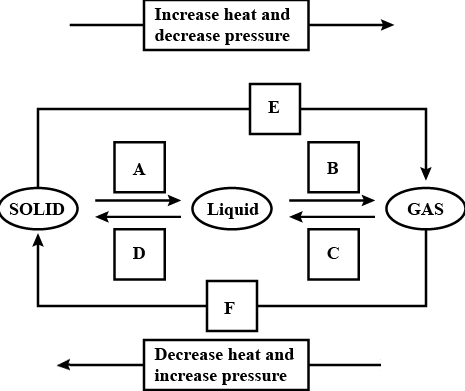 Increase heat and
decrease pressure
E
A
B
SOLID
Liquid
GAS
D
C
F
Decrease heat and
increase pressure